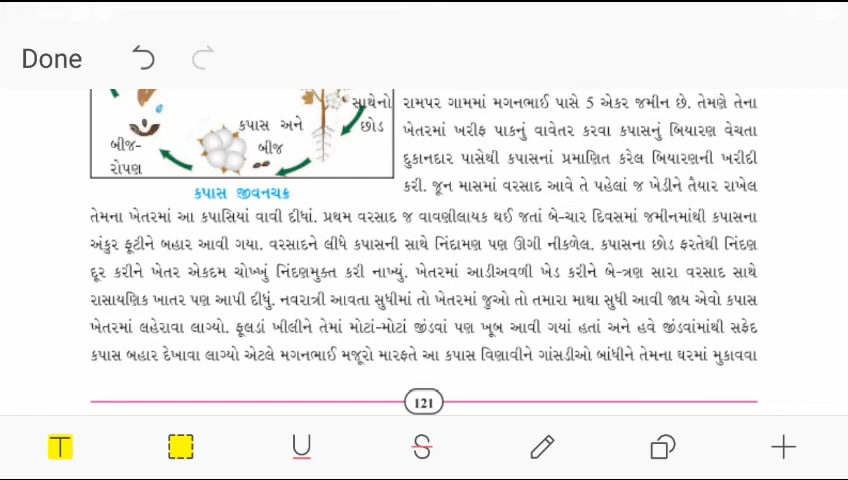 Done
સાથેનો
કપાસ અને
છોડ
બીજ-
બીજ
રોપણ
કપાસ જીવનચક્ર
રામપર ગામમાં મગનભાઈ પાસે 5 એકર જમીન છે. તેમણે તેના
ખેતરમાં ખરીફ પાકનું વાવેતર કરવા કપાસનું બિયારણ વેચતા
દુકાનદાર પાસેથી કપાસનાં પ્રમાણિત કરેલ બિયારણની ખરીદી
કરી. જૂન માસમાં વરસાદ આવે તે પહેલાં જ ખેડીને તૈયાર રાખેલ
તેમના ખેતરમાં આ કપાસિયાં વાવી દીધાં. પ્રથમ વરસાદ જ વાવણીલાયક થઈ જતાં બે-ચાર દિવસમાં જમીનમાંથી કપાસના
અંકુર ફૂટીને બહાર આવી ગયા. વરસાદને લીધે કપાસની સાથે નિંદામણ પણ ઊગી નીકળેલ. કપાસના છોડ ફરતેથી નિંદણ
દૂર કરીને ખેતર એકદમ ચોખ્ખું નિંદણમુક્ત કરી નાખ્યું. ખેતરમાં આડીઅવળી ખેડ કરીને બે-ત્રણ સારા વરસાદ સાથે
રાસાયણિક ખાતર પણ આપી દીધું. નવરાત્રી આવતા સુધીમાં તો ખેતરમાં જુઓ તો તમારા માથા સુધી આવી જાય એવો કપાસ
ખેતરમાં લહેરાવા લાગ્યો. ફૂલડાં ખીલીને તેમાં મોટાં-મોટાં જીંડવાં પણ ખૂબ આવી ગયાં હતાં અને હવે જીંડવાંમાંથી સફેદ
કપાસ બહાર દેખાવા લાગ્યો એટલે મગનભાઈ મજૂરો મારફતે આ કપાસ વિણાવીને ગાંસડીઓ બાંધીને તેમના ઘરમાં મુકાવવા
121
T
U
S